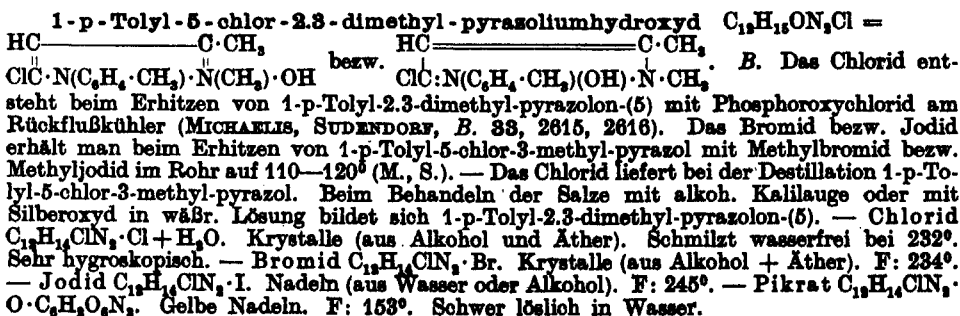 1-p-Tolyl-5-chlor-2.3-dimethyl-pyrazoliumhydroxyd C₁₂H₁₅ON₂Cl =
HC———C·CH₃ HC═══C·CH₃
ClC·N(C₆H₄·CH₃)·N(CH₃)·OH bezw. ClC:N(C₆H₄·CH₃)(OH)·N·CH₃. B. Das Chlorid ent-
steht beim Erhitzen von 1-p-Tolyl-2.3-dimethyl-pyrazolon-(5) mit Phosphoroxychlorid am
Rückflußkühler (MICHAELIS, SUDENDORF, B. 33, 2615, 2616). Das Bromid bezw. Jodid
erhält man beim Erhitzen von 1-p-Tolyl-5-chlor-3-methyl-pyrazol mit Methylbromid bezw.
Methyljodid im Rohr auf 110—120° (M., S.). — Das Chlorid liefert bei der Destillation 1-p-To-
lyl-5-chlor-3-methyl-pyrazol. Beim Behandeln der Salze mit alkoh. Kalilauge oder mit
Silberoxyd in wäßr. Lösung bildet sich 1-p-Tolyl-2.3-dimethyl-pyrazolon-(5). — Chlorid
C₁₂H₁₄ClN₂·Cl+H₂O. Krystalle (aus Alkohol und Äther). Schmilzt wasserfrei bei 232°.
Sehr hygroskopisch. — Bromid C₁₂H₁₄ClN₂·Br. Krystalle (aus Alkohol + Äther). F: 234°.
— Jodid C₁₂H₁₄ClN₂·I. Nadeln (aus Wasser oder Alkohol). F: 245°. — Pikrat C₁₂H₁₄ClN₂·
O·C₆H₂O₆N₃. Gelbe Nadeln. F: 153°. Schwer löslich in Wasser.